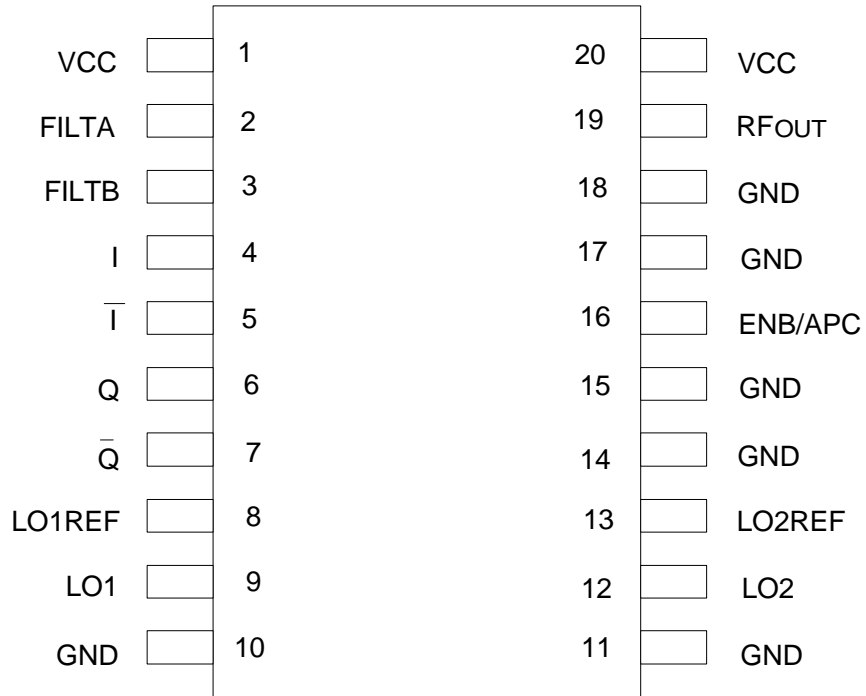 VCC 1 20 VCC
FILTA 2 19 RFOUT
FILTB 3 18 GND
I 4 17 GND
I̅ 5 16 ENB/APC
Q 6 15 GND
Q̅ 7 14 GND
LO1REF 8 13 LO2REF
LO1 9 12 LO2
GND 10 11 GND